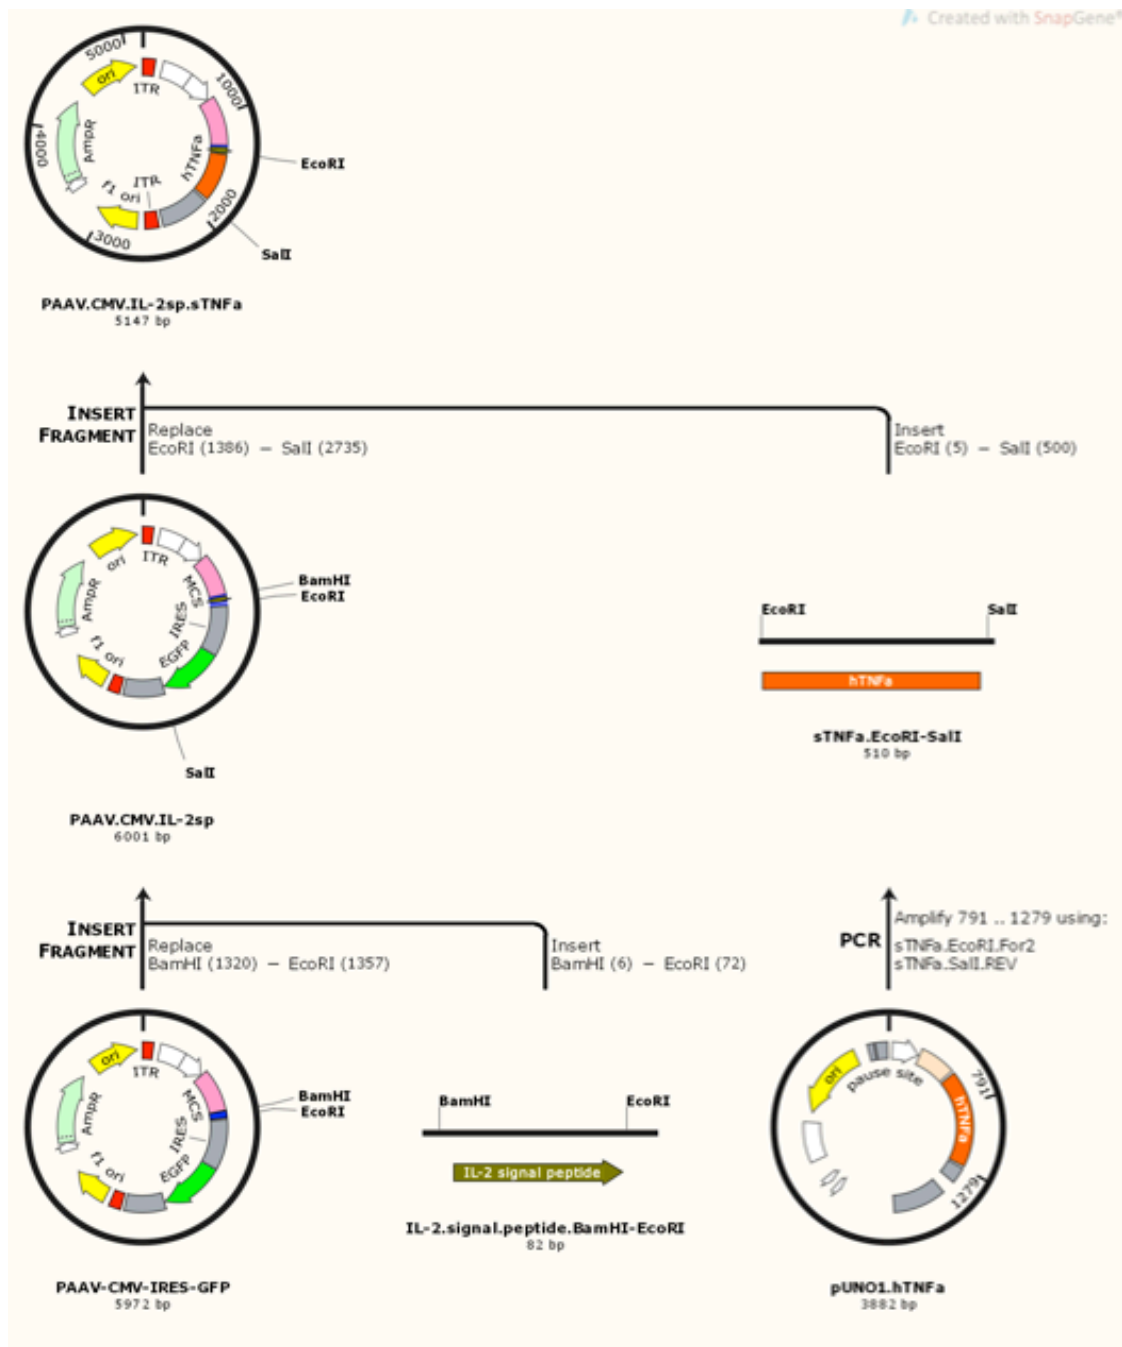 Created with SnapGene®
5000
1000
2000
3000
4000
ori
ITR
AmpR
hTNFa
ITR
f1 ori
EcoRI
SalI
PAAV.CMV.IL-2sp.sTNFa
5147 bp
INSERT
FRAGMENT
Replace
EcoRI (1386) – SalI (2735)
Insert
EcoRI (5) – SalI (500)
ori
ITR
AmpR
MCS
IRES
EGFP
f1 ori
BamHI
EcoRI
SalI
PAAV.CMV.IL-2sp
6001 bp
EcoRI
SalI
hTNFa
sTNFa.EcoRI-SalI
510 bp
INSERT
FRAGMENT
Replace
BamHI (1320) – EcoRI (1357)
Insert
BamHI (6) – EcoRI (72)
PCR
Amplify 791 .. 1279 using:
sTNFa.EcoRI.For2
sTNFa.SalI.REV
ori
ITR
AmpR
MCS
IRES
EGFP
f1 ori
BamHI
EcoRI
PAAV-CMV-IRES-GFP
5972 bp
BamHI
EcoRI
IL-2 signal peptide
IL-2.signal.peptide.BamHI-EcoRI
82 bp
ori
pause site
791
hTNFa
1279
pUNO1.hTNFa
3882 bp